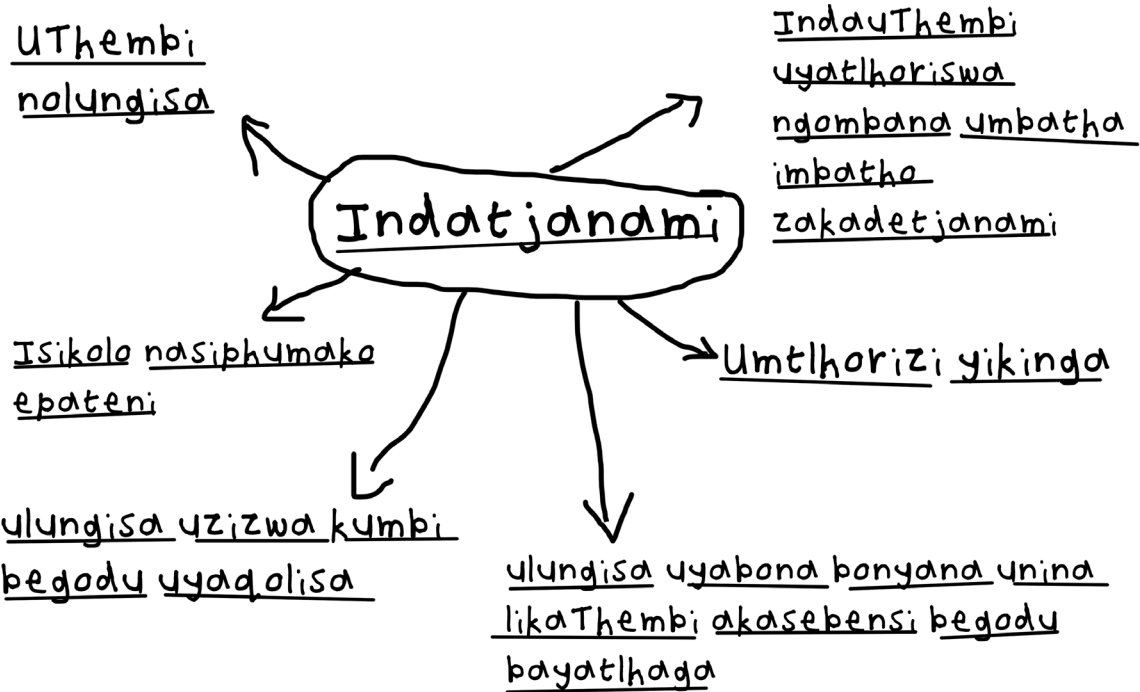 UThembi
nolungisa
IndauThembi
uyatlhoriswa
ngombana umbatha
imbatho
zakadetjanami
Indatjanami
Isikolo nasiphumako
epateni
Umtlhorizi yikinga
ulungisa uzizwa kumbi
begodu uyaqolisa
ulungisa uyabona bonyana unina
likaThembi akasebensi begodu
bayatlhaga